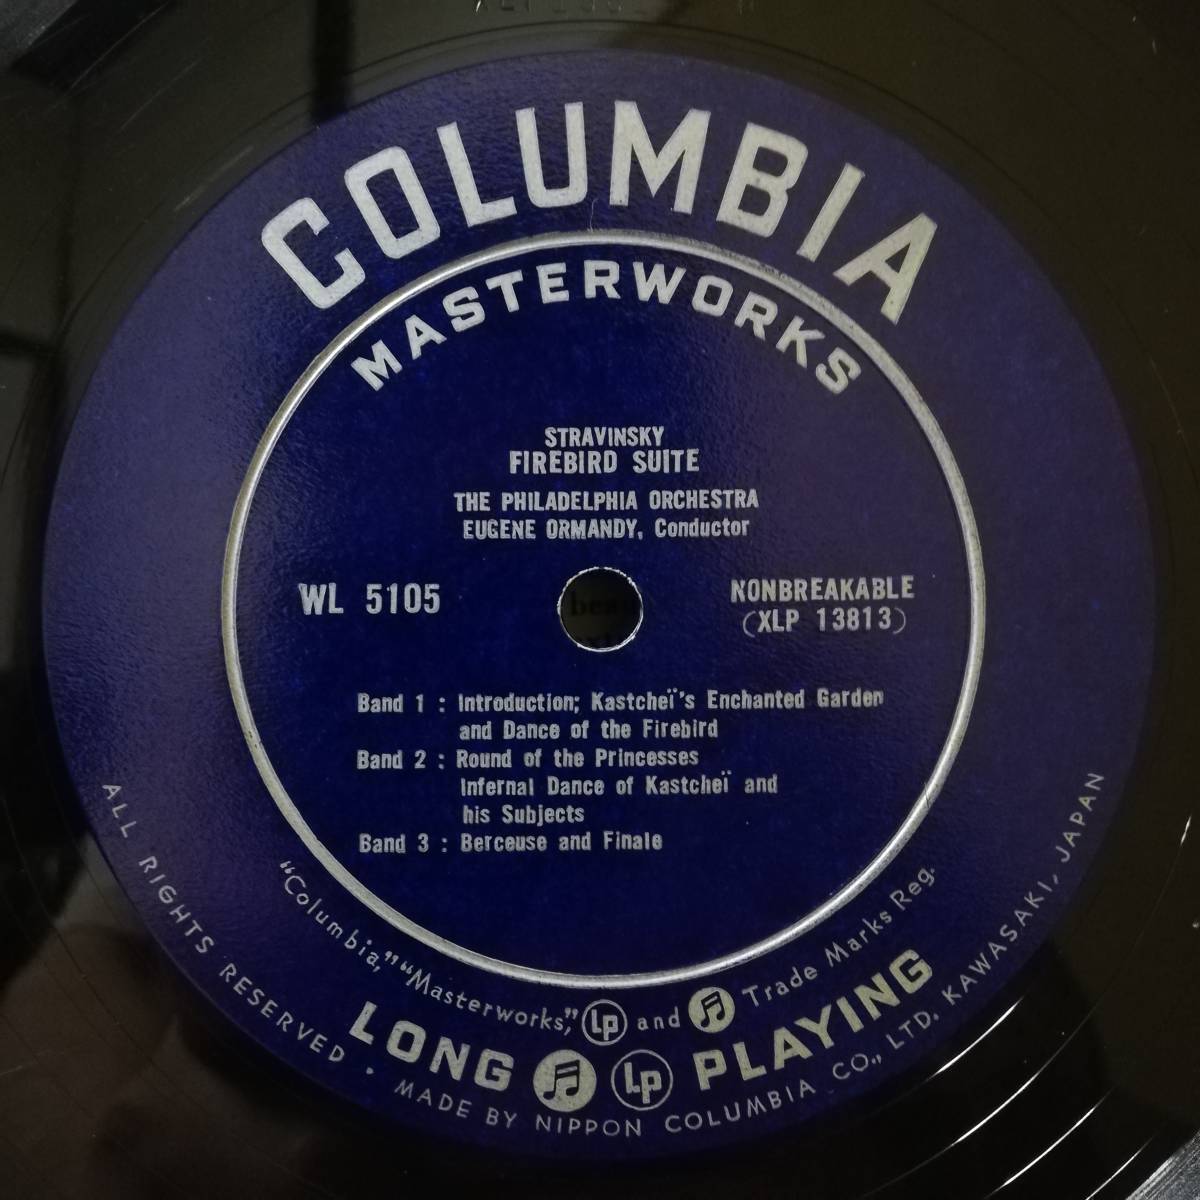 COLUMBIA
MASTERWORKS
STRAVINSKY
FIREBIRD SUITE
THE PHILADELPHIA ORCHESTRA
EUGENE ORMANDY, Conductor
WL 5105
NONBREAKABLE
(XLP 13813)
Band 1 : Introduction; Kastcheï's Enchanted Garden
and Dance of the Firebird
Band 2 : Round of the Princesses
Infernal Dance of Kastcheï and
his Subjects
Band 3 : Berceuse and Finale
"Columbia," "Masterworks," Lp and Trade Marks Reg.
LONG Lp PLAYING
ALL RIGHTS RESERVED . MADE BY NIPPON COLUMBIA CO., LTD. KAWASAKI, JAPAN